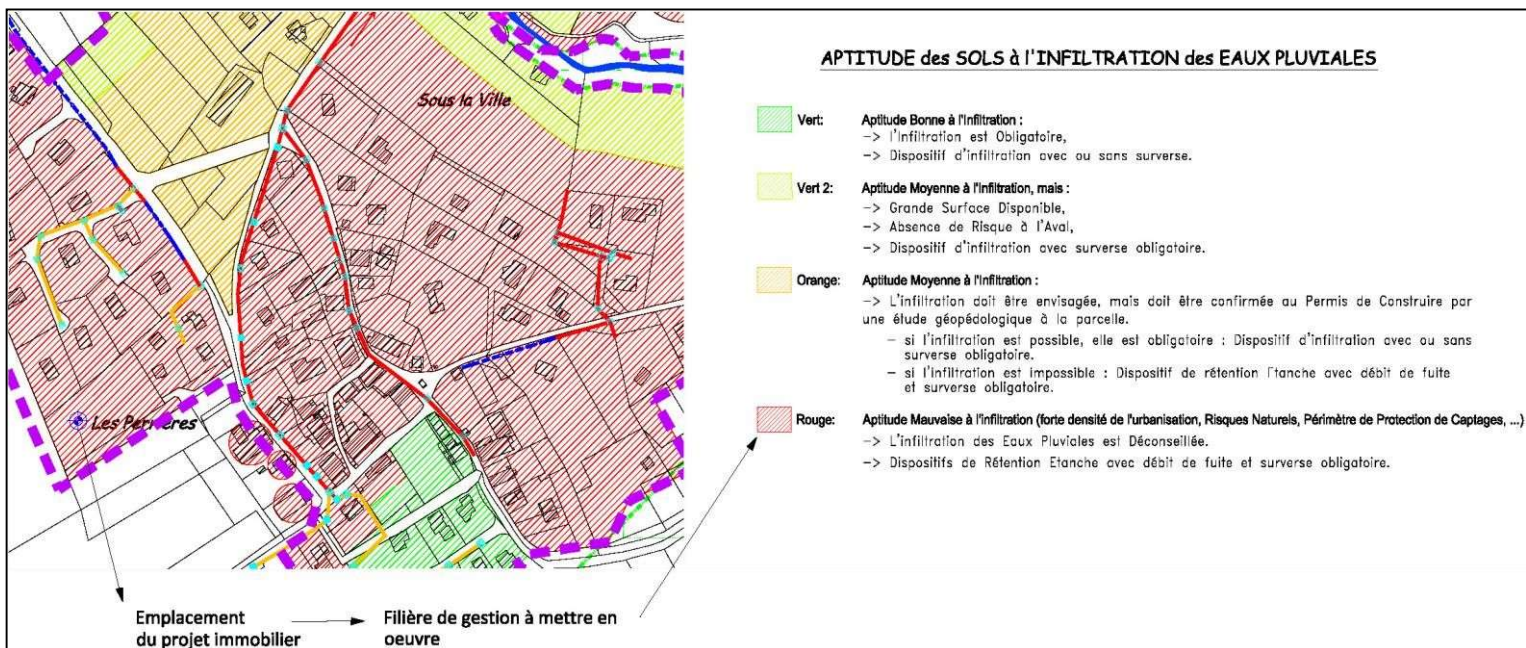 Sous la Ville
Les Perrières
Emplacement
du projet immobilier
Filière de gestion à mettre en
oeuvre
APTITUDE des SOLS à l'INFILTRATION des EAUX PLUVIALES
Vert: Aptitude Bonne à l'Infiltration :
-> l'Infiltration est Obligatoire,
-> Dispositif d'infiltration avec ou sans surverse.
Vert 2: Aptitude Moyenne à l'Infiltration, mais :
-> Grande Surface Disponible,
-> Absence de Risque à l'Aval,
-> Dispositif d'infiltration avec surverse obligatoire.
Orange: Aptitude Moyenne à l'Infiltration :
-> L'infiltration doit être envisagée, mais doit être confirmée au Permis de Construire par
une étude géopédologique à la parcelle.
- si l'infiltration est possible, elle est obligatoire : Dispositif d'infiltration avec ou sans
surverse obligatoire.
- si l'infiltration est impossible : Dispositif de rétention Etanche avec débit de fuite
et surverse obligatoire.
Rouge: Aptitude Mauvaise à l'infiltration (forte densité de l'urbanisation, Risques Naturels, Périmètre de Protection de Captages, ...)
-> L'infiltration des Eaux Pluviales est Déconseillée.
-> Dispositifs de Rétention Etanche avec débit de fuite et surverse obligatoire.